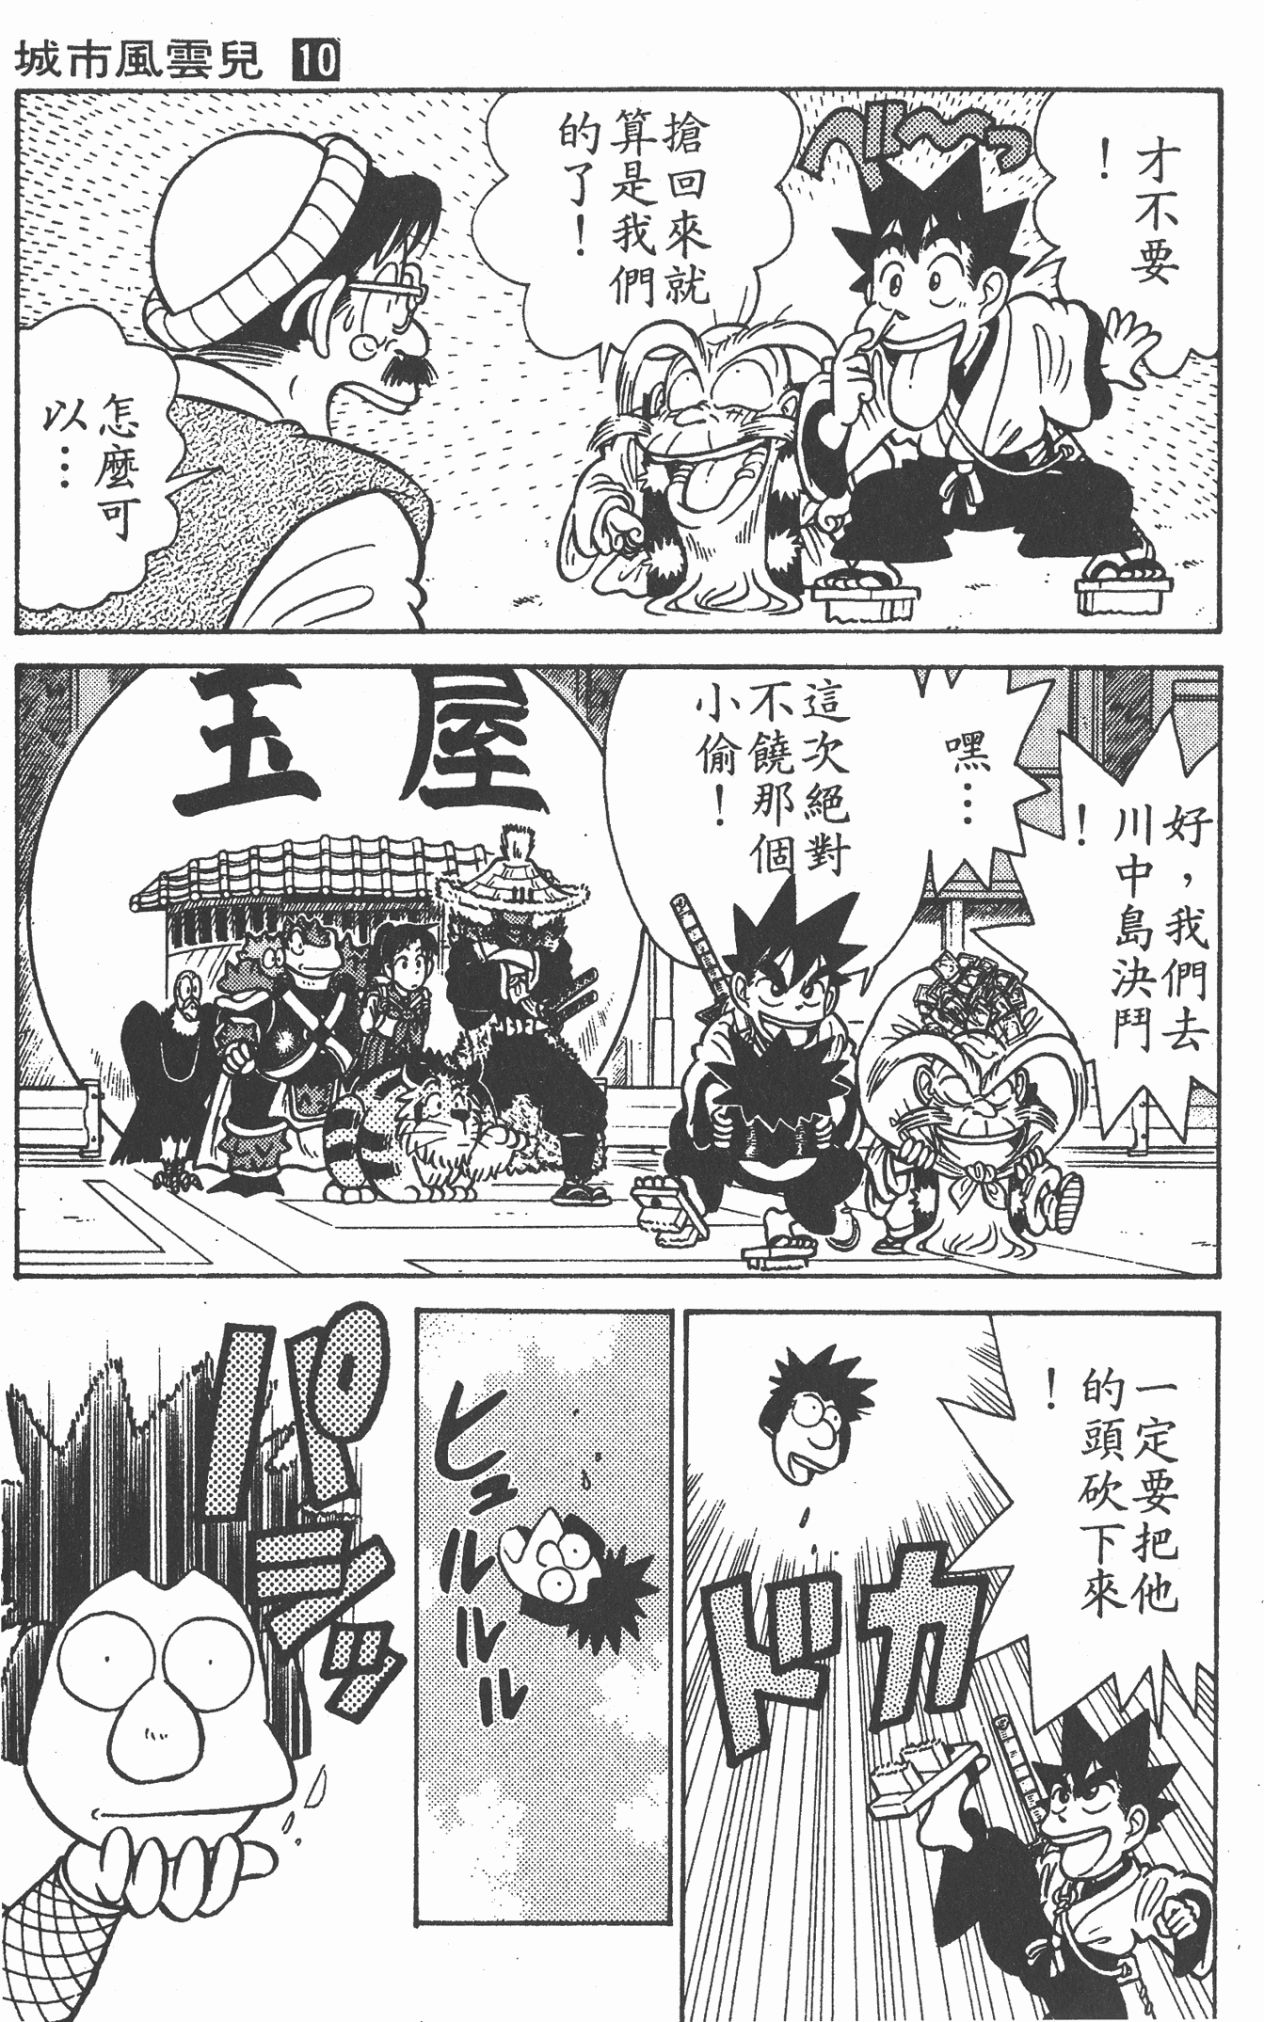 城市風雲兒 10
才不要
！
べ～～っ
搶回來就
算是我們
的了！
怎麼可
以…
好，我們去
川中島決鬥
！
嘿…
這次絕對
不饒那個
小偷！
玉屋
一定要把他
的頭砍下來
！
ドカ
ヒュルルルル
パシッ